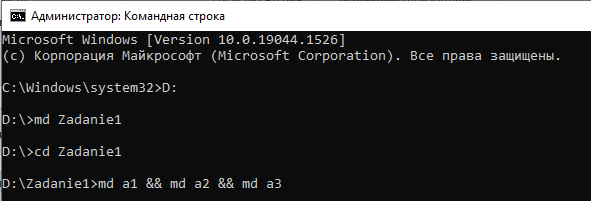 Администратор: Командная строка
Microsoft Windows [Version 10.0.19044.1526]
(c) Корпорация Майкрософт (Microsoft Corporation). Все права защищены.
C:\Windows\system32>D:
D:\>md Zadanie1
D:\>cd Zadanie1
D:\Zadanie1>md a1 && md a2 && md a3